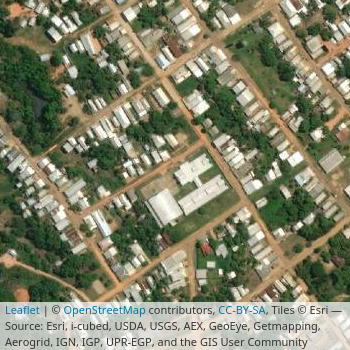 Leaflet | © OpenStreetMap contributors, CC-BY-SA, Tiles © Esri —
Source: Esri, i-cubed, USDA, USGS, AEX, GeoEye, Getmapping,
Aerogrid, IGN, IGP, UPR-EGP, and the GIS User Community